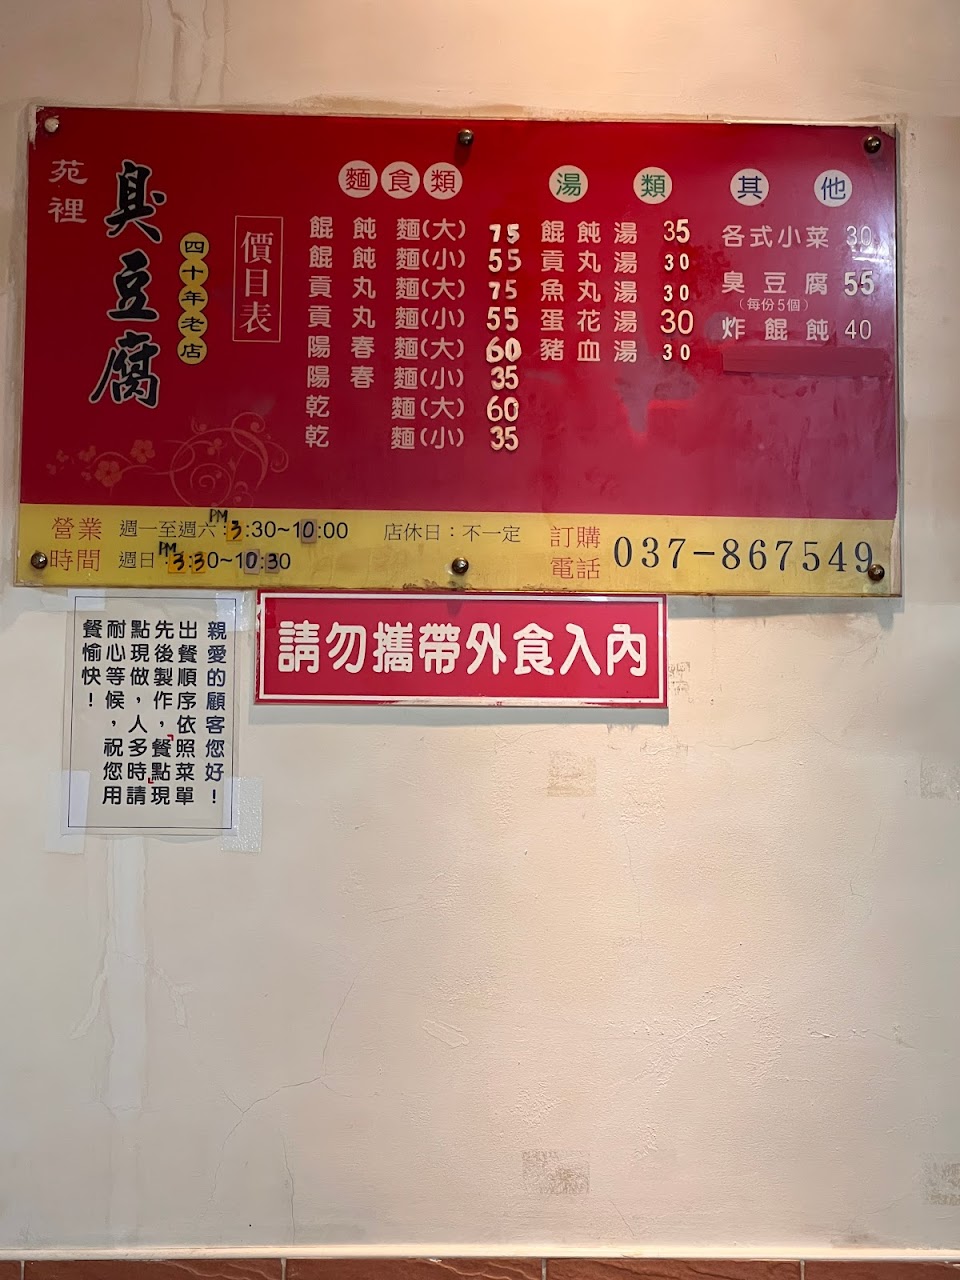 苑裡
臭豆腐
四十年老店
價目表
麵食類
餛飩麵(大) 75
餛飩麵(小) 55
貢丸麵(大) 75
貢丸麵(小) 55
陽春麵(大) 60
陽春麵(小) 35
乾麵(大) 60
乾麵(小) 35
湯類
餛飩湯 35
貢丸湯 30
魚丸湯 30
蛋花湯 30
豬血湯 30
其他
各式小菜 30
臭豆腐 55
(每份5個)
炸餛飩 40
營業時間
週一至週六:PM3:30~10:00
週日:PM3:30~10:30
店休日:不一定
訂購電話
037-867549
請勿攜帶外食入內
親愛的顧客您好!
出餐順序依照菜單
先後製作,餐點現
點現做,人多時請
耐心等候,祝您用
餐愉快!